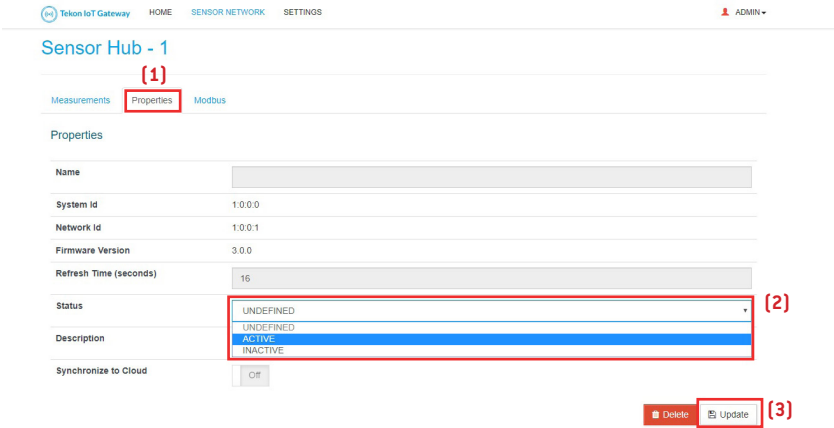 Tekon IoT Gateway HOME SENSOR NETWORK SETTINGS ADMIN
Sensor Hub - 1
(1)
Measurements Properties Modbus
Properties
Name
System Id 1:0:0:0
Network Id 1:0:0:1
Firmware Version 3.0.0
Refresh Time (seconds) 16
Status UNDEFINED (2)
UNDEFINED
Description ACTIVE
INACTIVE
Synchronize to Cloud Off
Delete Update (3)